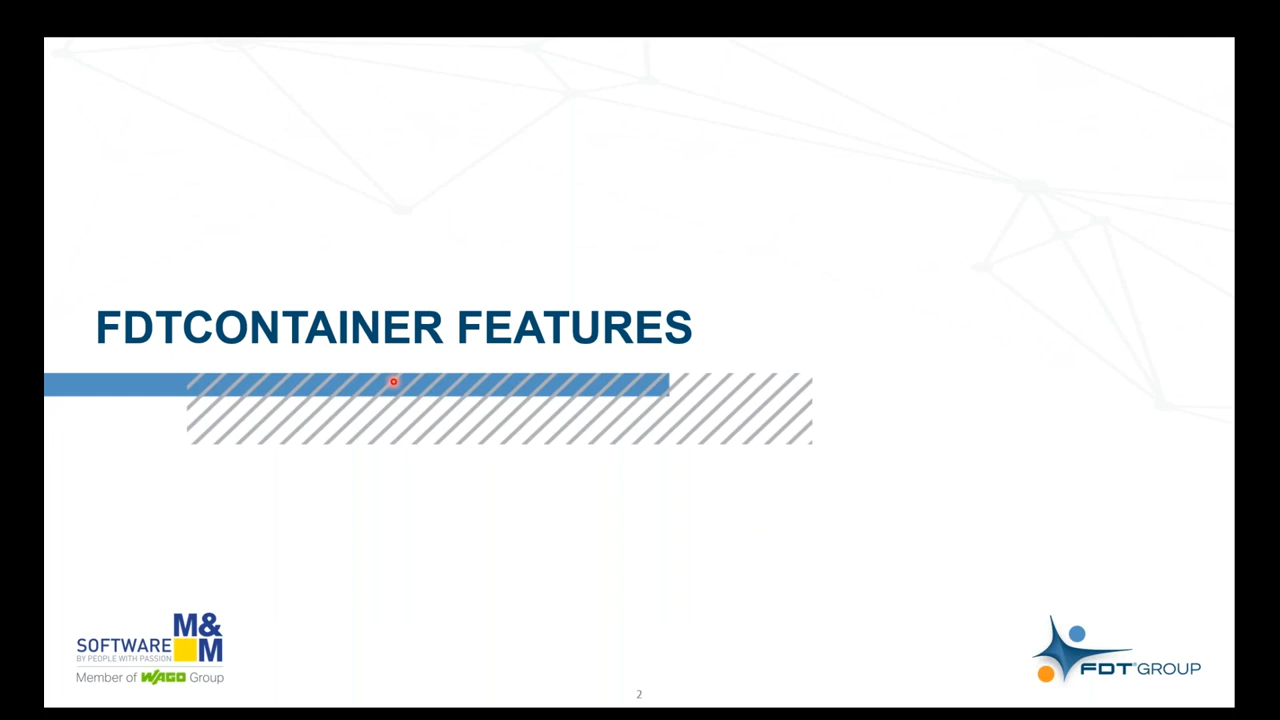 FDTCONTAINER FEATURES
M&
SOFTWARE M
BY PEOPLE WITH PASSION
Member of WAGO Group
FDT® GROUP
2